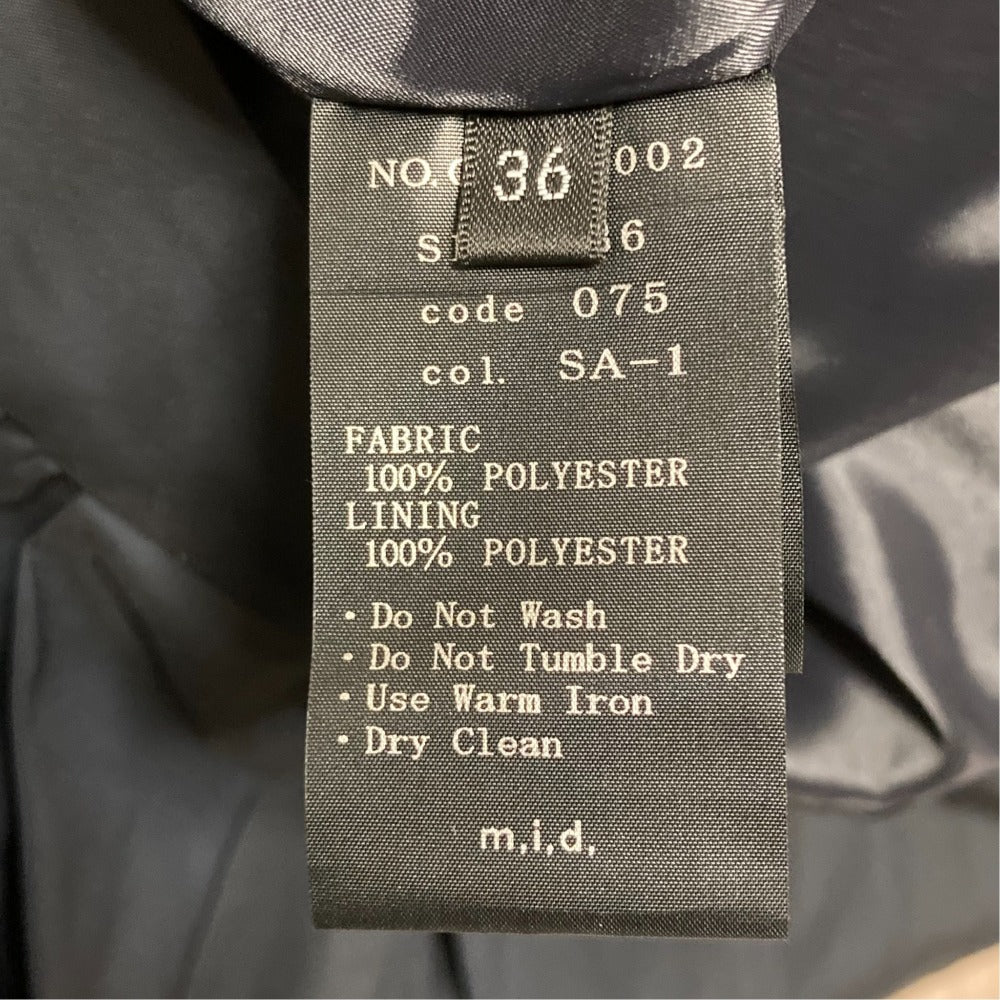 36
002
6
code 075
col. SA-1
FABRIC
100% POLYESTER
LINING
100% POLYESTER
・Do Not Wash
・Do Not Tumble Dry
・Use Warm Iron
・Dry Clean
m.i.d.